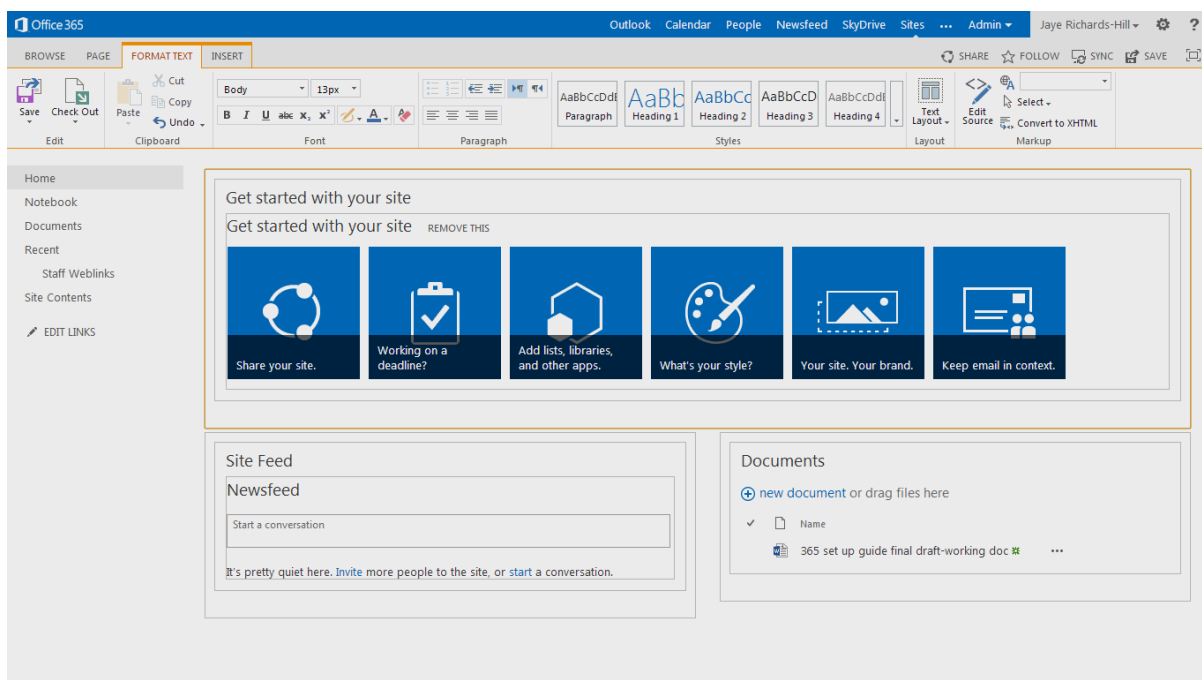 Office 365 Outlook Calendar People Newsfeed SkyDrive Sites ••• Admin Jaye Richards-Hill ?
BROWSE PAGE FORMAT TEXT INSERT SHARE FOLLOW SYNC SAVE
Save
Check Out
Edit
Paste
Cut
Copy
Undo
Clipboard
Body 13px
B I U abc x₂ x² A
Font
Paragraph
AaBbCcDdE AaBb AaBbCc AaBbCcD AaBbCcDdE
Paragraph Heading 1 Heading 2 Heading 3 Heading 4
Styles
Text
Layout
Layout
Edit
Source
Select
Convert to XHTML
Markup
Home
Notebook
Documents
Recent
Staff Weblinks
Site Contents
EDIT LINKS
Get started with your site
Get started with your site REMOVE THIS
Share your site.
Working on a
deadline?
Add lists, libraries,
and other apps.
What's your style?
Your site. Your brand.
Keep email in context.
Site Feed
Newsfeed
Start a conversation
It's pretty quiet here. Invite more people to the site, or start a conversation.
Documents
new document or drag files here
Name
365 set up guide final draft-working doc •••